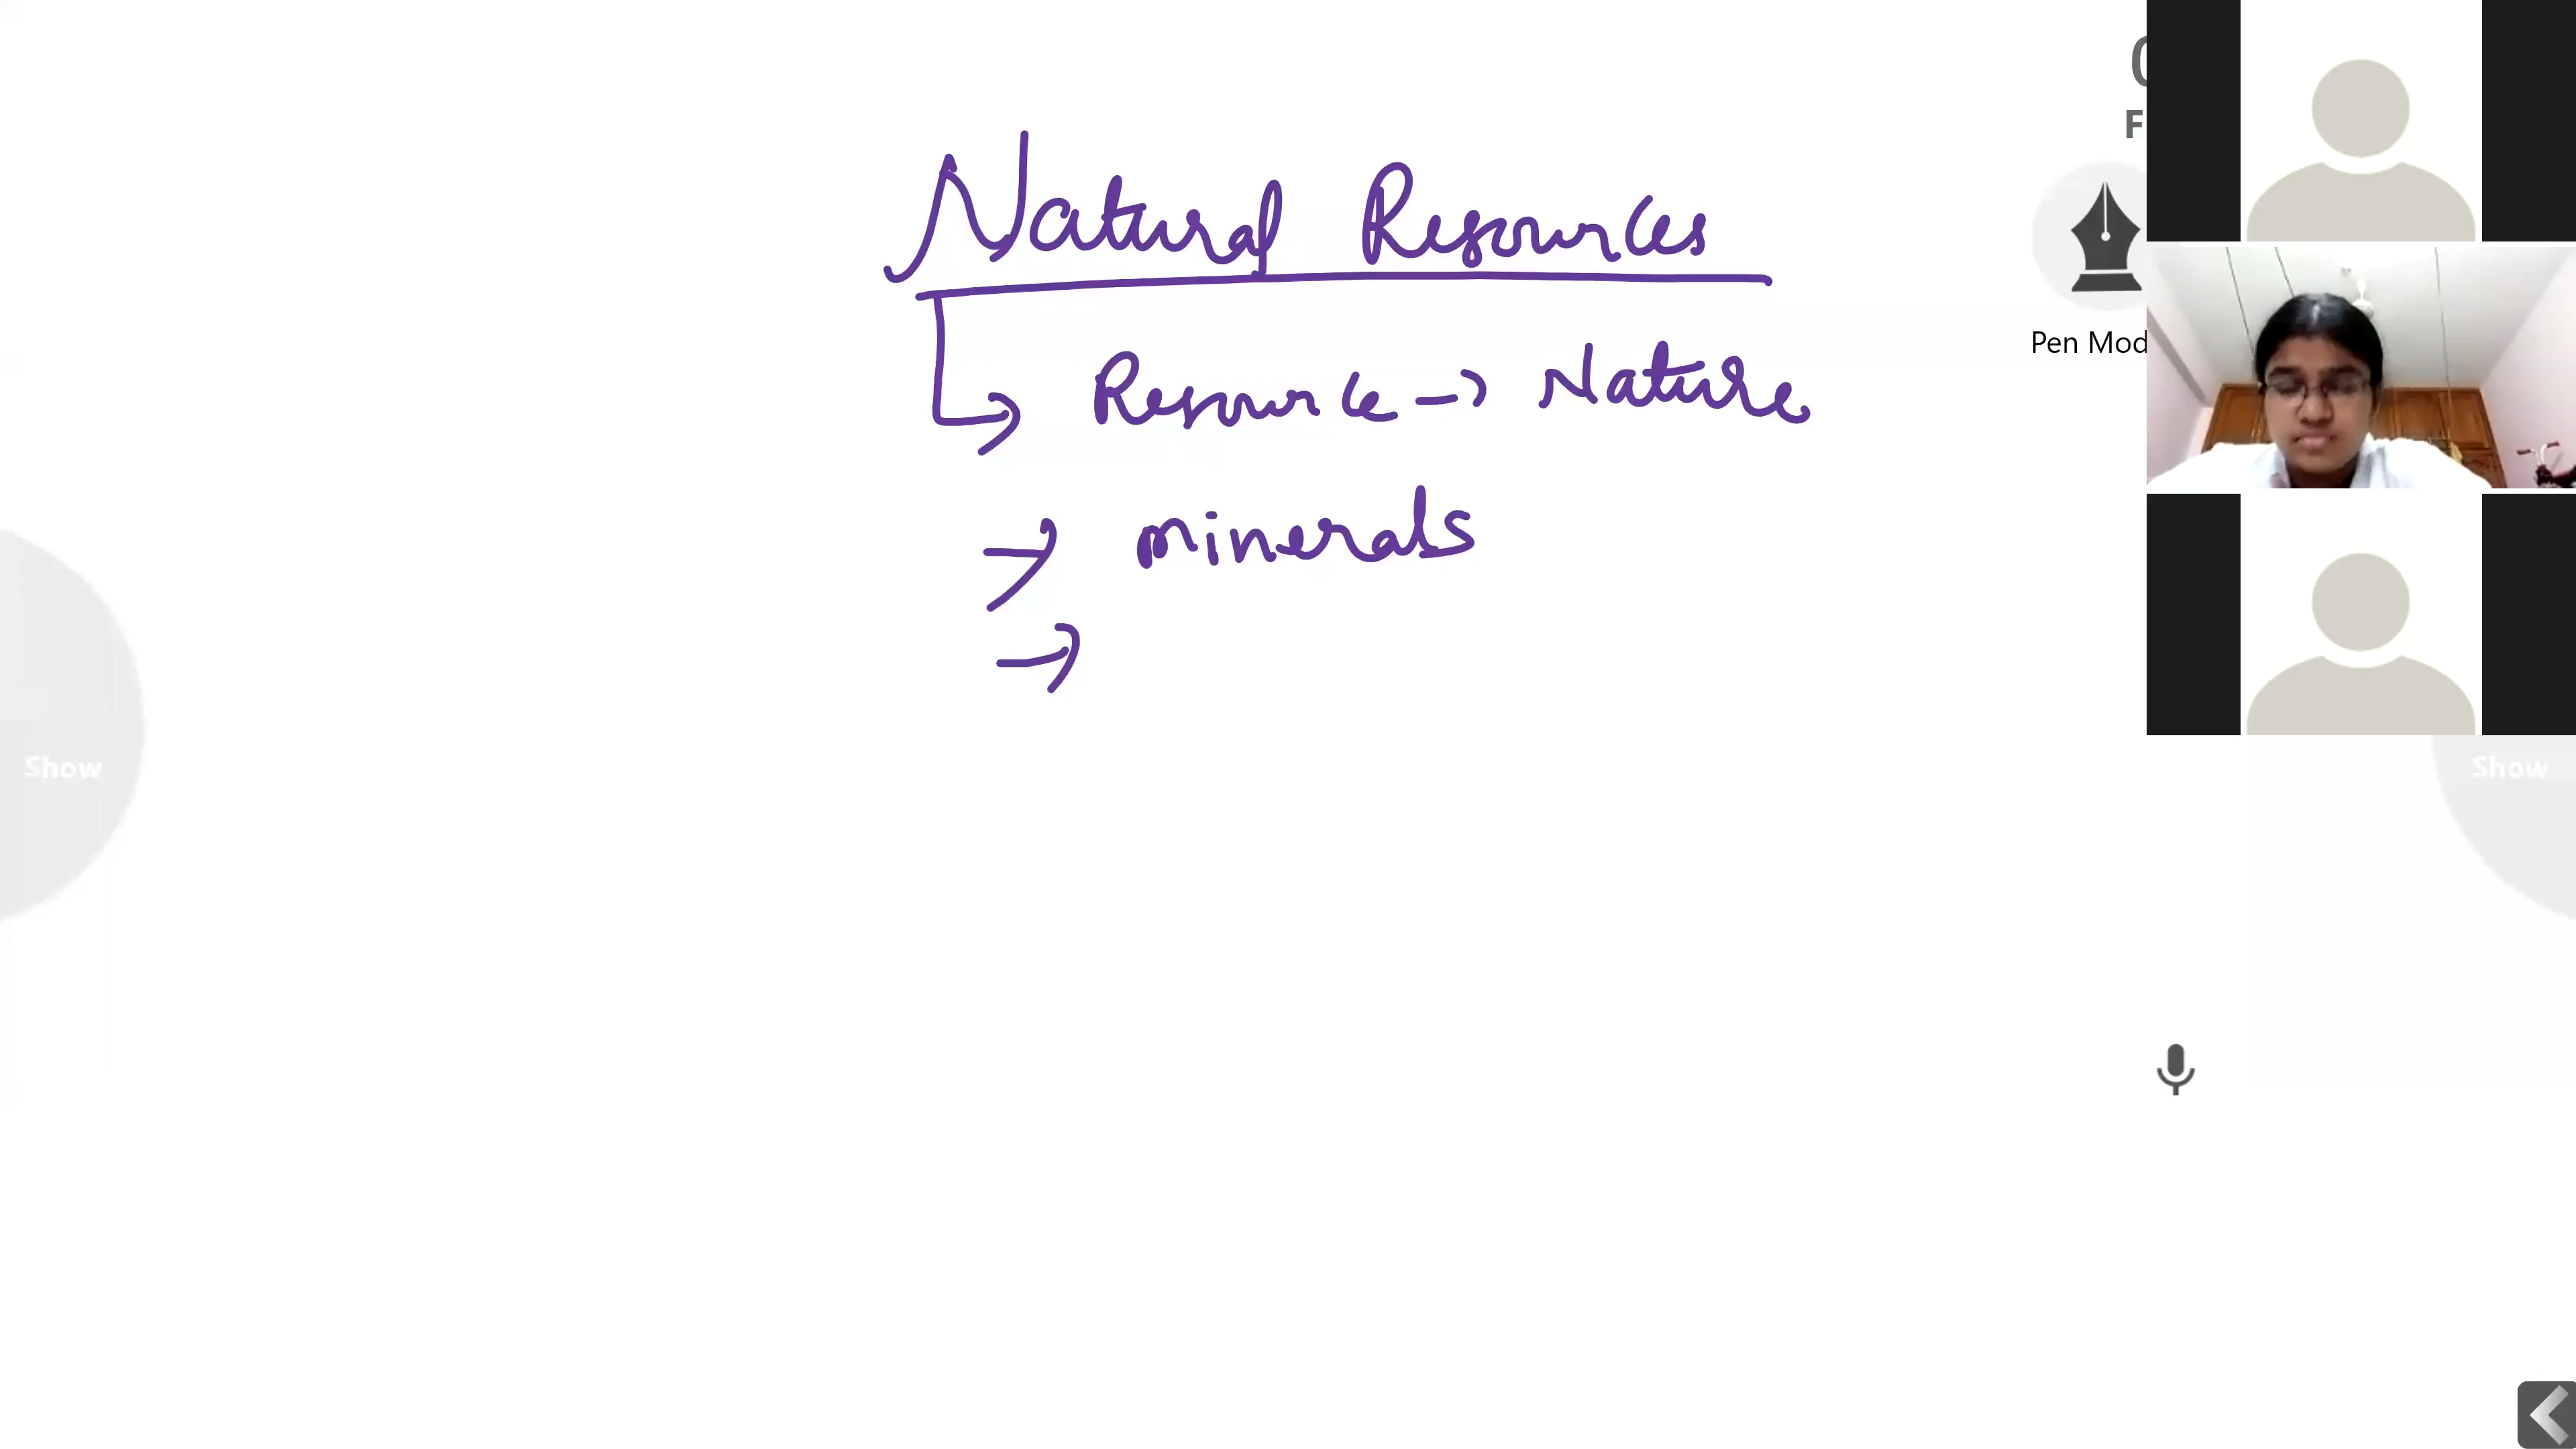 Natural Resources
Resource → Nature
→ minerals
→
F
Pen Mod
Show
Show